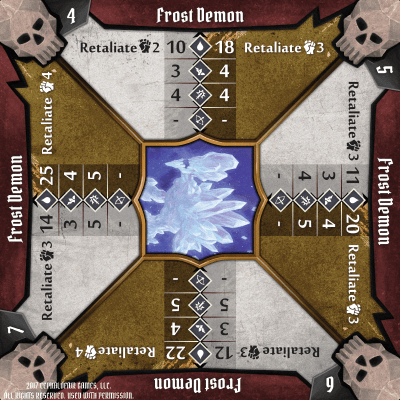 4
Frost Demon
Retaliate 2 10 18 Retaliate 3
3 4
4 4
- -
5
Frost Demon
Retaliate 3 11 20 Retaliate 3
3 4
4 5
- -
6
Frost Demon
Retaliate 3 12 22 Retaliate 4
3 4
5 5
- -
7
Frost Demon
Retaliate 3 14 25 Retaliate 4
3 4
5 5
- -
2017 CEPHALOFAIR GAMES, LLC.
ALL RIGHTS RESERVED. USED WITH PERMISSION.